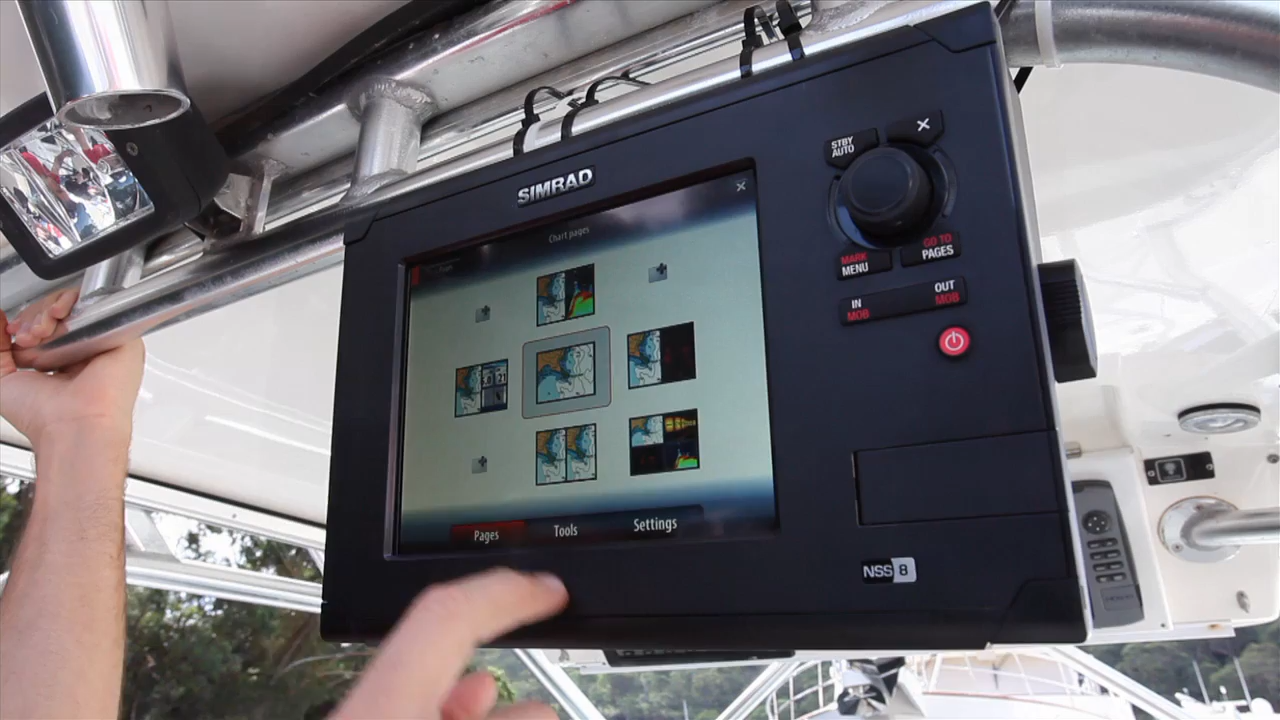 SIMRAD
Chart pages
STBY
AUTO
MARK
MENU
GO TO
PAGES
IN
MOB
OUT
MOB
Pages
Tools
Settings
NSS 8